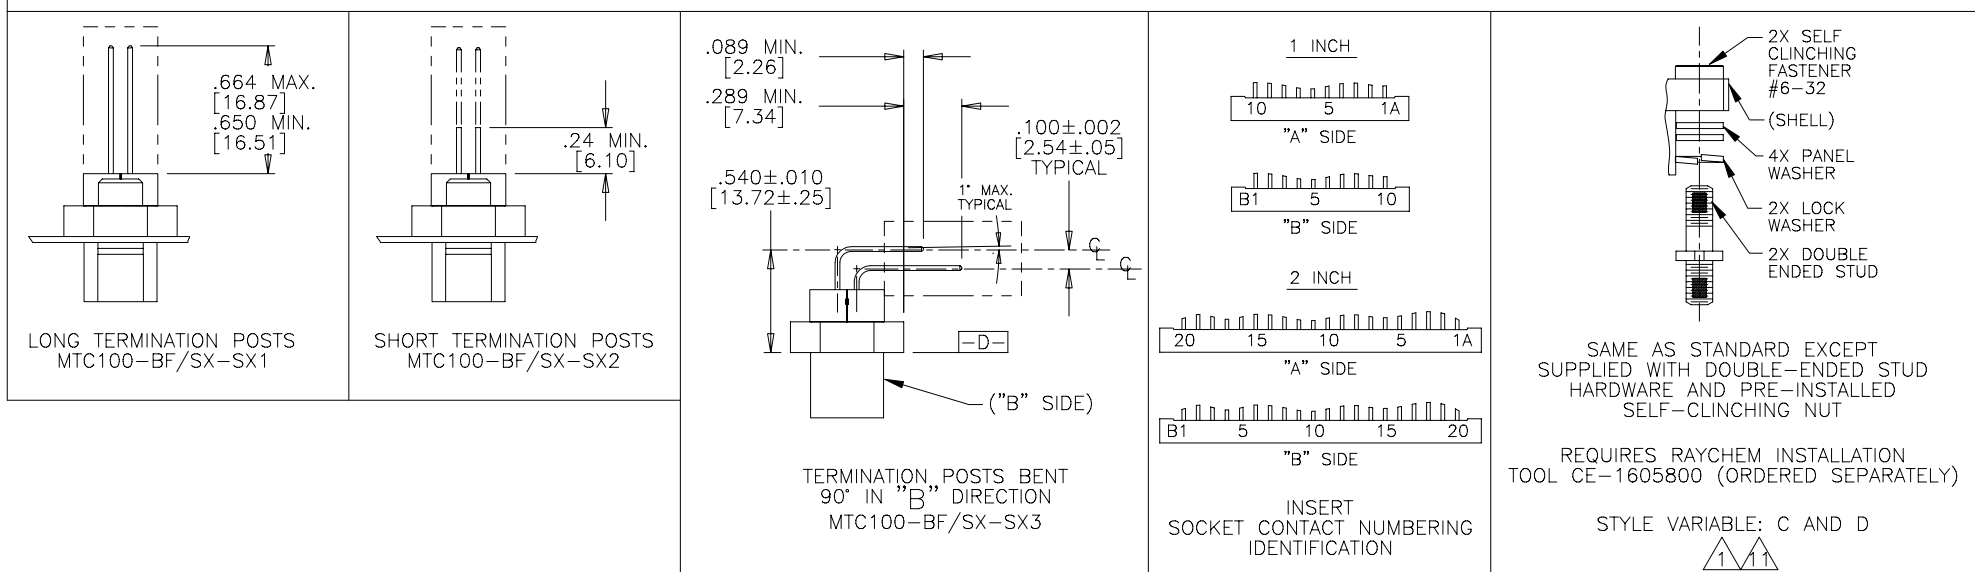 .664 MAX.
[16.87]
.650 MIN.
[16.51]
LONG TERMINATION POSTS
MTC100-BF/SX-SX1
.24 MIN.
[6.10]
SHORT TERMINATION POSTS
MTC100-BF/SX-SX2
.089 MIN.
[2.26]
.289 MIN.
[7.34]
.100±.002
[2.54±.05]
TYPICAL
.540±.010
[13.72±.25]
1° MAX.
TYPICAL
CL
CL
-D-
("B" SIDE)
TERMINATION POSTS BENT
90° IN "B" DIRECTION
MTC100-BF/SX-SX3
1 INCH
10 5 1A
"A" SIDE
B1 5 10
"B" SIDE
2 INCH
20 15 10 5 1A
"A" SIDE
B1 5 10 15 20
"B" SIDE
INSERT
SOCKET CONTACT NUMBERING
IDENTIFICATION
2X SELF
CLINCHING
FASTENER
#6-32
(SHELL)
4X PANEL
WASHER
2X LOCK
WASHER
2X DOUBLE
ENDED STUD
SAME AS STANDARD EXCEPT
SUPPLIED WITH DOUBLE-ENDED STUD
HARDWARE AND PRE-INSTALLED
SELF-CLINCHING NUT
REQUIRES RAYCHEM INSTALLATION
TOOL CE-1605800 (ORDERED SEPARATELY)
STYLE VARIABLE: C AND D
1 11